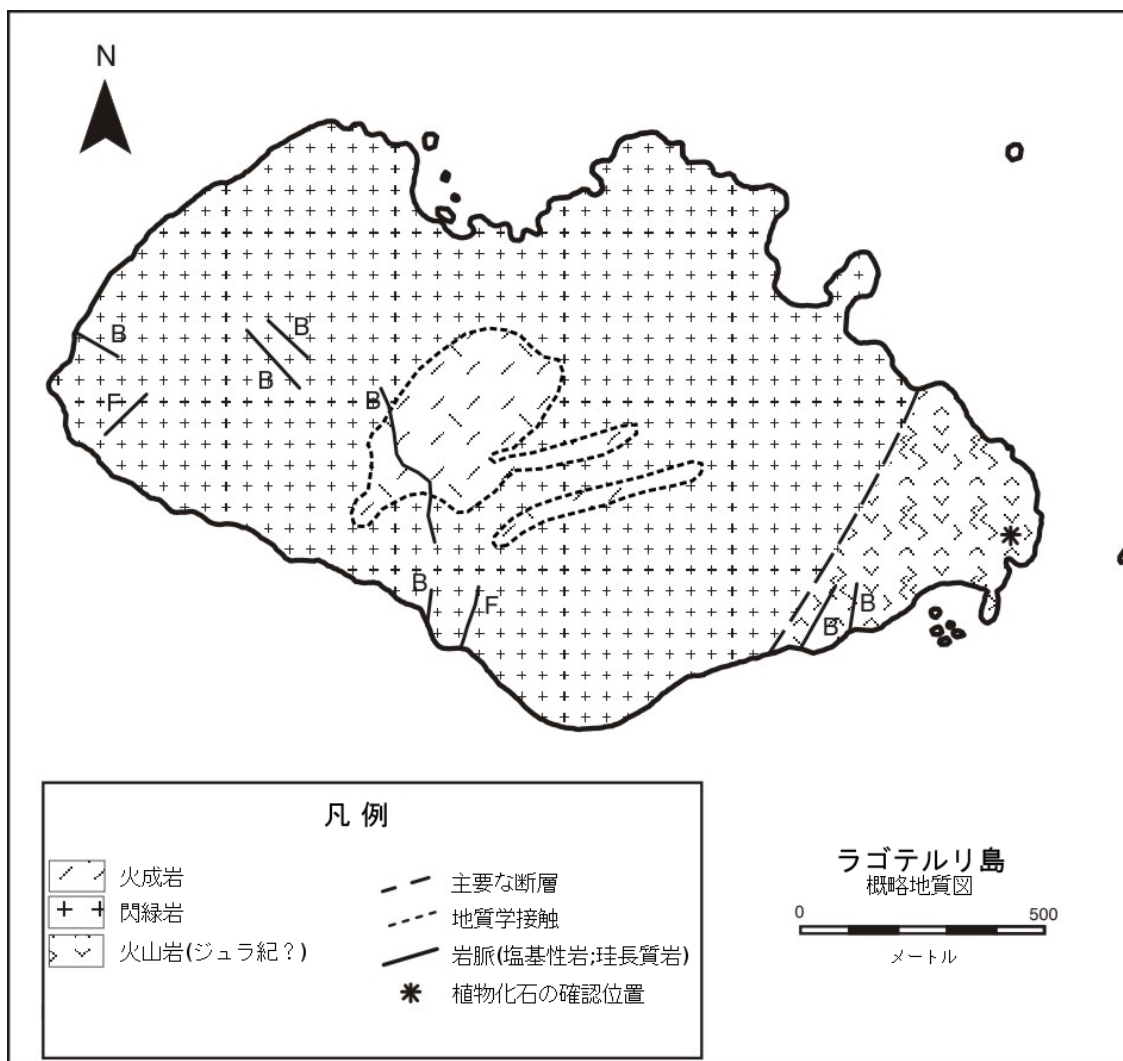 N
B
B
B
F
B
B
F
B
B
凡 例
火成岩
閃緑岩
火山岩(ジュラ紀？)
主要な断層
地質学接触
岩脈(塩基性岩;珪長質岩)
植物化石の確認位置
ラゴテルリ島
概略地質図
0 500
メートル